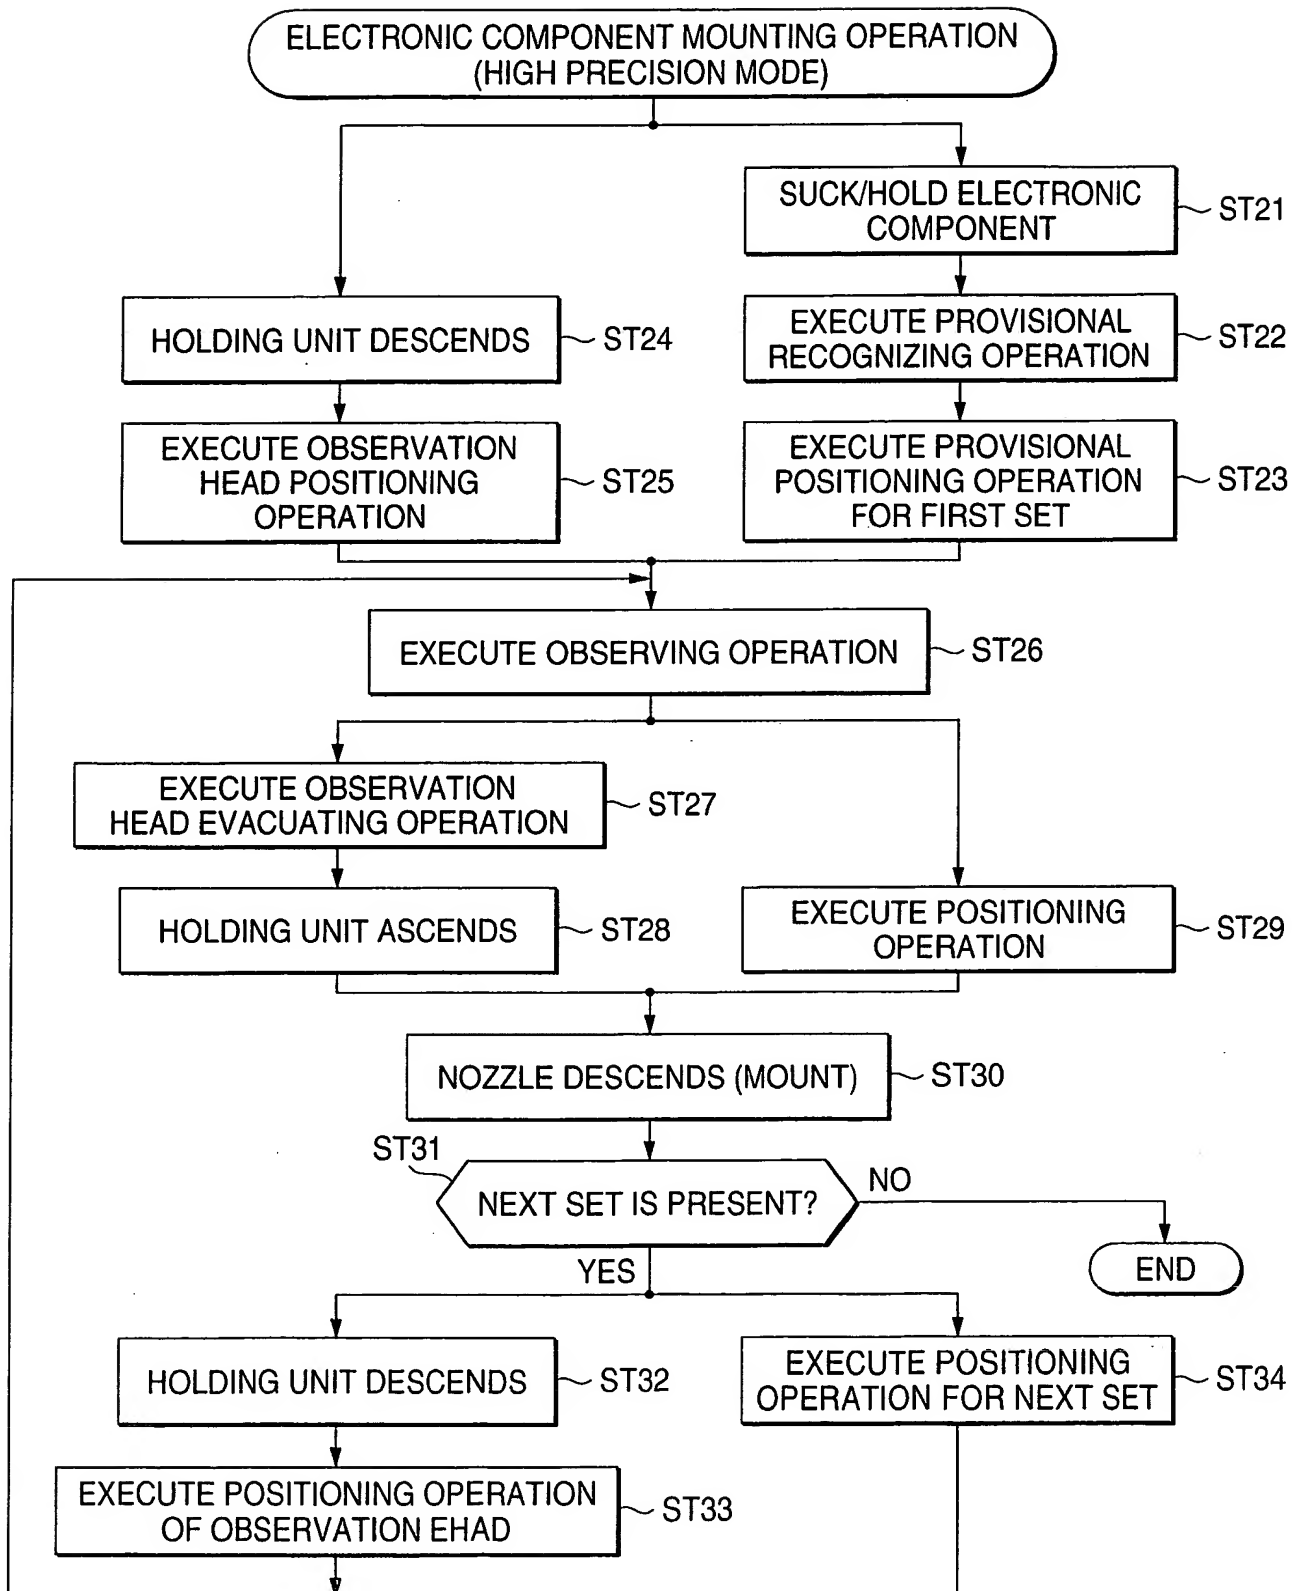 ELECTRONIC COMPONENT MOUNTING OPERATION
(HIGH PRECISION MODE)
SUCK/HOLD ELECTRONIC
COMPONENT
ST21
HOLDING UNIT DESCENDS
ST24
EXECUTE PROVISIONAL
RECOGNIZING OPERATION
ST22
EXECUTE OBSERVATION
HEAD POSITIONING
OPERATION
ST25
EXECUTE PROVISIONAL
POSITIONING OPERATION
FOR FIRST SET
ST23
EXECUTE OBSERVING OPERATION
ST26
EXECUTE OBSERVATION
HEAD EVACUATING OPERATION
ST27
HOLDING UNIT ASCENDS
ST28
EXECUTE POSITIONING
OPERATION
ST29
NOZZLE DESCENDS (MOUNT)
ST30
ST31
NEXT SET IS PRESENT?
NO
YES
END
HOLDING UNIT DESCENDS
ST32
EXECUTE POSITIONING
OPERATION FOR NEXT SET
ST34
EXECUTE POSITIONING OPERATION
OF OBSERVATION EHAD
ST33